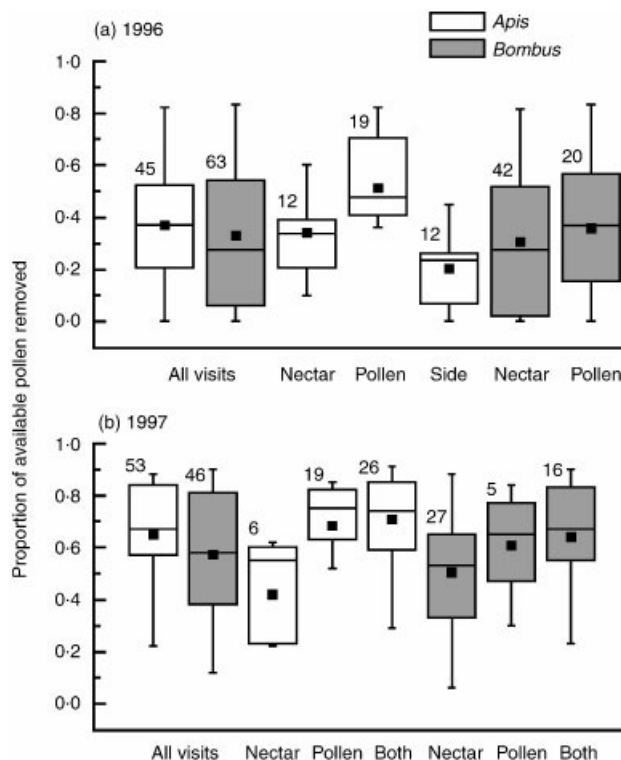 (a) 1996
Apis
Bombus
Proportion of available pollen removed
1·0
0·8
0·6
0·4
0·2
0·0
45 63 12 19 12 42 20
All visits Nectar Pollen Side Nectar Pollen
(b) 1997
1·0
0·8
0·6
0·4
0·2
0·0
53 46 6 19 26 27 5 16
All visits Nectar Pollen Both Nectar Pollen Both